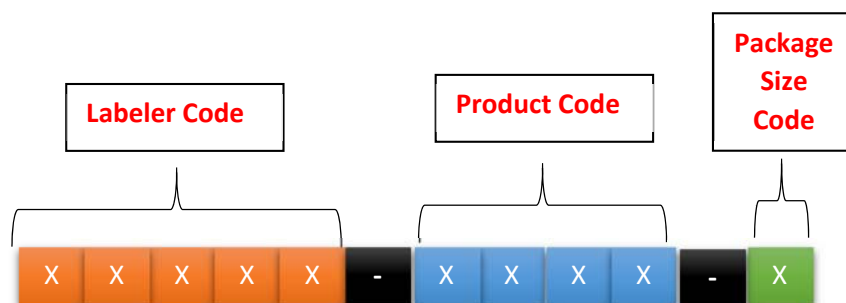 Package
Size
Code
Labeler Code
Product Code
X X X X X - X X X X - X